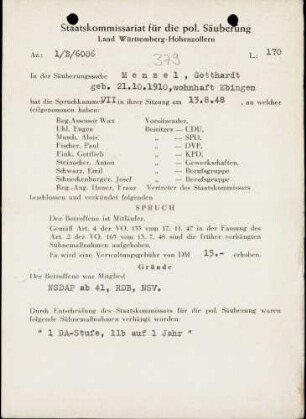 Staatskommissariat für die pol. Säuberung
Land Württemberg-Hohenzollern
Az.: 1/B/6006
379
L.: 170
In der Säuberungssache Menzel, Gotthardt
geb. 21.10.1910, wohnhaft Ebingen
hat die Spruchkammer VII in ihrer Sitzung am 13.8.48, an welcher
teilgenommen haben:
Reg.Assessor Wax Vorsitzender,
Uhl, Eugen Beisitzer — CDU,
Munch, Alois „ — SPD,
Fischer, Paul „ — DVP,
Fink, Gottlieb „ — KPD,
Steinacher, Anton „ — Gewerkschaften,
Schwarz, Emil „ — Berufsgruppe
Schneckenburger, Josef „ — Berufsgruppe
Reg.-Ang. Hauer, Franz Vertreter des Staatskommissars
beschlossen und verkündet folgenden.
SPRUCH
Der Betroffene ist Mitläufer.
Gemäß Art. 4 der VO. 133 vom 17. 11. 47 in der Fassung des
Art. 2 der VO. 165 vom 13. 7. 48 sind die früher verhängten
Sühnemaßnahmen aufgehoben.
Es wird eine Verwaltungsgebühr von DM 15.- erhoben.
Gründe
Der Betroffene war Mitglied
NSDAP ab 41, RDB, NSV.
Durch Entscheidung des Staatskommissars für die pol. Säuberung waren
folgende Sühnemaßnahmen verhängt worden:
" 1 DA-Stufe, 11b auf 1 Jahr "